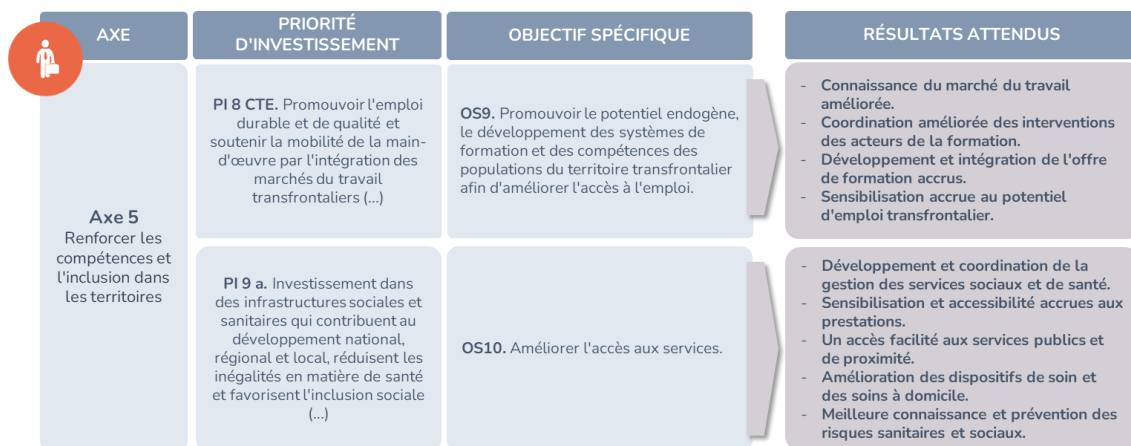 AXE
PRIORITÉ
D'INVESTISSEMENT
OBJECTIF SPÉCIFIQUE
RÉSULTATS ATTENDUS
Axe 5
Renforcer les
compétences et
l'inclusion dans
les territoires
PI 8 CTE. Promouvoir l'emploi
durable et de qualité et
soutenir la mobilité de la main-
d'œuvre par l'intégration des
marchés du travail
transfrontaliers (...)
OS9. Promouvoir le potentiel endogène,
le développement des systèmes de
formation et des compétences des
populations du territoire transfrontalier
afin d'améliorer l'accès à l'emploi.
- Connaissance du marché du travail
améliorée.
- Coordination améliorée des interventions
des acteurs de la formation.
- Développement et intégration de l'offre
de formation accrus.
- Sensibilisation accrue au potentiel
d'emploi transfrontalier.
PI 9 a. Investissement dans
des infrastructures sociales et
sanitaires qui contribuent au
développement national,
régional et local, réduisent les
inégalités en matière de santé
et favorisent l'inclusion sociale
(...)
OS10. Améliorer l'accès aux services.
- Développement et coordination de la
gestion des services sociaux et de santé.
- Sensibilisation et accessibilité accrues aux
prestations.
- Un accès facilité aux services publics et
de proximité.
- Amélioration des dispositifs de soin et
des soins à domicile.
- Meilleure connaissance et prévention des
risques sanitaires et sociaux.